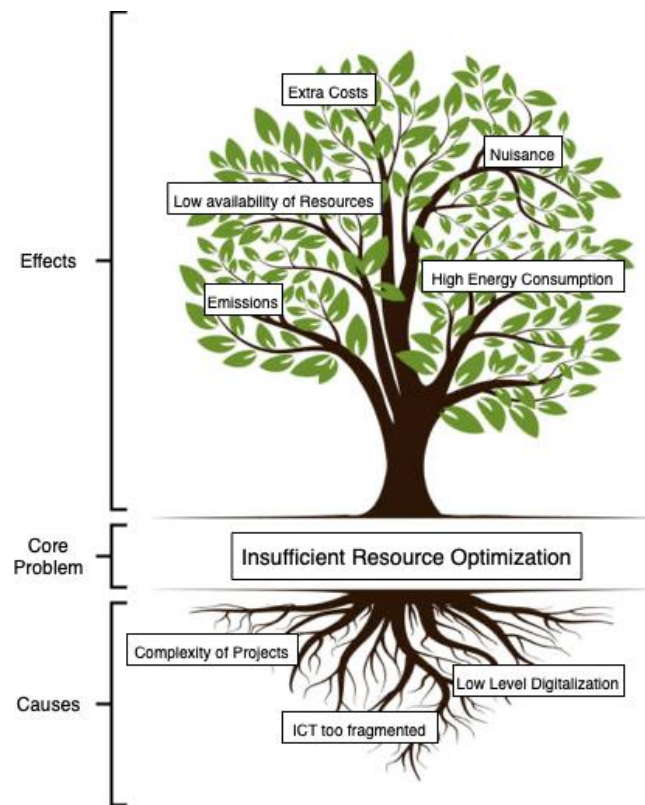 Effects
Extra Costs
Nuisance
Low availability of Resources
High Energy Consumption
Emissions
Core
Problem
Insufficient Resource Optimization
Causes
Complexity of Projects
Low Level Digitalization
ICT too fragmented